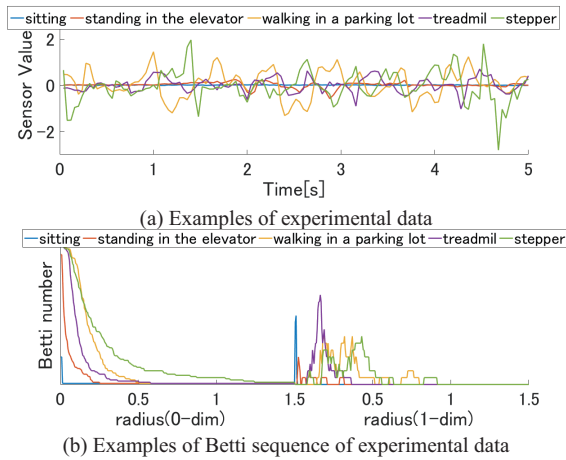 sitting standing in the elevator walking in a parking lot treadmil stepper
Sensor Value
2
0
-2
0 1 2 3 4 5
Time[s]
(a) Examples of experimental data
sitting standing in the elevator walking in a parking lot treadmil stepper
Betti number
0 0.5 1 1.5 0.5 1 1.5
radius(0-dim) radius(1-dim)
(b) Examples of Betti sequence of experimental data